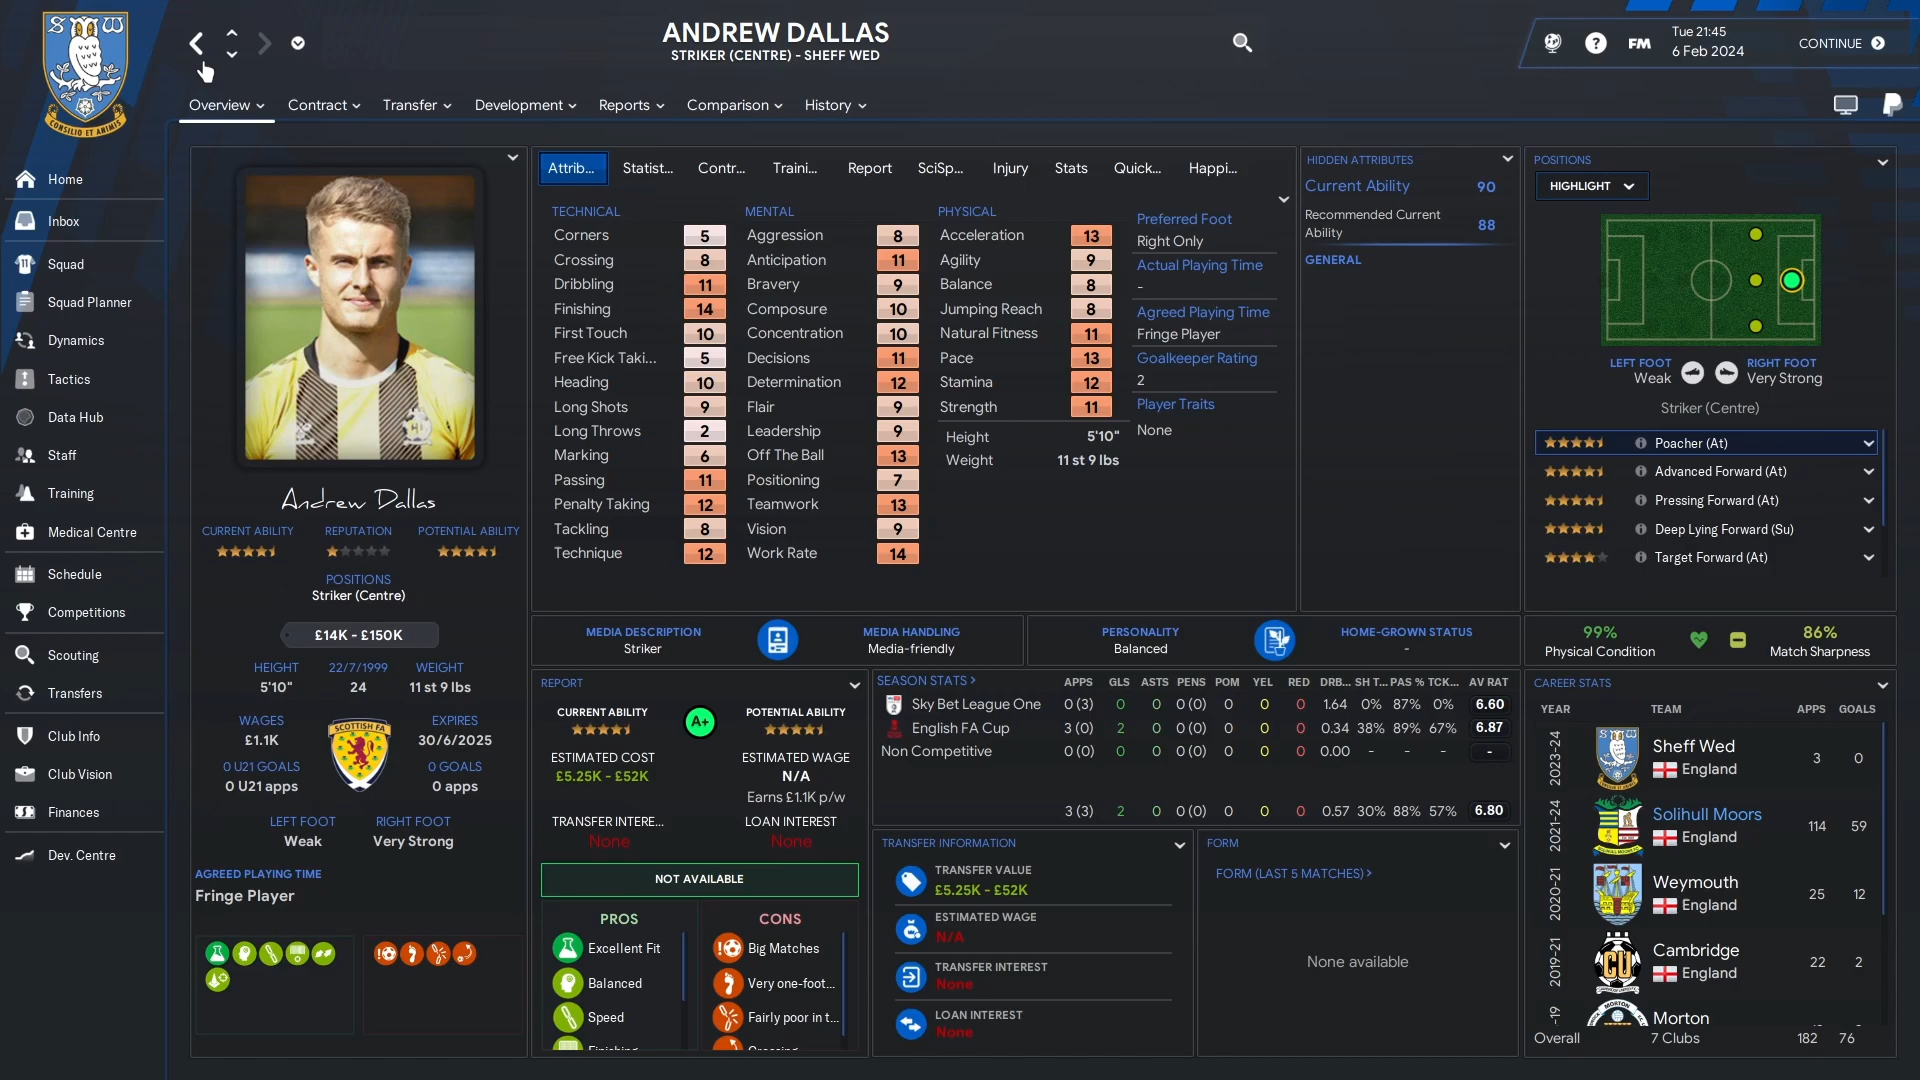 ANDREW DALLAS
STRIKER (CENTRE) - SHEFF WED
FM
Tue 21:45
6 Feb 2024
CONTINUE
Overview
Contract
Transfer
Development
Reports
Comparison
History
Home
Inbox
Squad
Squad Planner
Dynamics
Tactics
Data Hub
Staff
Training
Medical Centre
Schedule
Competitions
Scouting
Transfers
Club Info
Club Vision
Finances
Dev. Centre
Andrew Dallas
CURRENT ABILITY REPUTATION POTENTIAL ABILITY
POSITIONS
Striker (Centre)
£14K - £150K
HEIGHT 22/7/1999 WEIGHT
5'10" 24 11 st 9 lbs
WAGES EXPIRES
£1.1K 30/6/2025
SCOTTISH FA
0 U21 GOALS 0 GOALS
0 U21 apps 0 apps
LEFT FOOT RIGHT FOOT
Weak Very Strong
AGREED PLAYING TIME
Fringe Player
Attrib... Statist... Contr... Traini... Report SciSp... Injury Stats Quick... Happi...
TECHNICAL
Corners 5
Crossing 8
Dribbling 11
Finishing 14
First Touch 10
Free Kick Taki... 5
Heading 10
Long Shots 9
Long Throws 2
Marking 6
Passing 11
Penalty Taking 12
Tackling 8
Technique 12
MENTAL
Aggression 8
Anticipation 11
Bravery 9
Composure 10
Concentration 10
Decisions 11
Determination 12
Flair 9
Leadership 9
Off The Ball 13
Positioning 7
Teamwork 13
Vision 9
Work Rate 14
PHYSICAL
Acceleration 13
Agility 9
Balance 8
Jumping Reach 8
Natural Fitness 11
Pace 13
Stamina 12
Strength 11
Height 5'10"
Weight 11 st 9 lbs
Preferred Foot
Right Only
Actual Playing Time
-
Agreed Playing Time
Fringe Player
Goalkeeper Rating
2
Player Traits
None
HIDDEN ATTRIBUTES
Current Ability 90
Recommended Current Ability 88
GENERAL
POSITIONS
HIGHLIGHT
LEFT FOOT RIGHT FOOT
Weak Very Strong
Striker (Centre)
Poacher (At)
Advanced Forward (At)
Pressing Forward (At)
Deep Lying Forward (Su)
Target Forward (At)
MEDIA DESCRIPTION
Striker
MEDIA HANDLING
Media-friendly
PERSONALITY
Balanced
HOME-GROWN STATUS
-
99%
Physical Condition
86%
Match Sharpness
REPORT
CURRENT ABILITY A+ POTENTIAL ABILITY
ESTIMATED COST ESTIMATED WAGE
£5.25K - £52K N/A
Earns £1.1K p/w
TRANSFER INTERE... LOAN INTEREST
None None
NOT AVAILABLE
PROS
Excellent Fit
Balanced
Speed
Finishing
CONS
Big Matches
Very one-foot...
Fairly poor in t...
Crossing
SEASON STATS > APPS GLS ASTS PENS POM YEL RED DRB... SH T... PAS % TCK... AV RAT
Sky Bet League One 0 (3) 0 0 0 (0) 0 0 0 1.64 0% 87% 0% 6.60
English FA Cup 3 (0) 2 0 0 (0) 0 0 0 0.34 38% 89% 67% 6.87
Non Competitive 0 (0) 0 0 0 (0) 0 0 0 0.00 - - - -
3 (3) 2 0 0 (0) 0 0 0 0.57 30% 88% 57% 6.80
TRANSFER INFORMATION
TRANSFER VALUE
£5.25K - £52K
ESTIMATED WAGE
N/A
TRANSFER INTEREST
None
LOAN INTEREST
None
FORM
FORM (LAST 5 MATCHES) >
None available
CAREER STATS
YEAR TEAM APPS GOALS
2023-24 Sheff Wed England 3 0
2021-24 Solihull Moors England 114 59
2020-21 Weymouth England 25 12
2019-21 Cambridge England 22 2
-19 Morton
Overall 7 Clubs 182 76